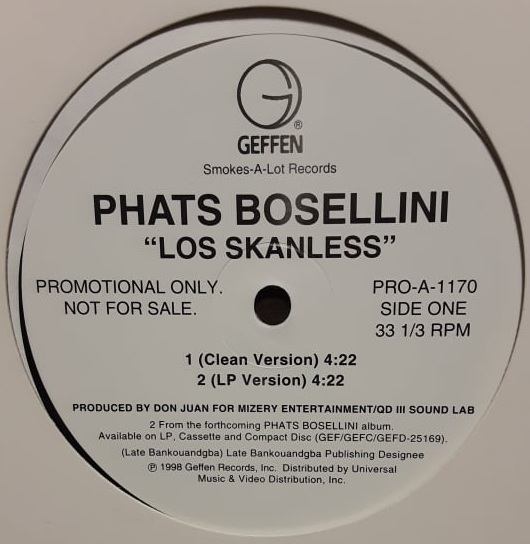 ®
GEFFEN
Smokes-A-Lot Records
PHATS BOSELLINI
“LOS SKANLESS”
PROMOTIONAL ONLY.
NOT FOR SALE.
PRO-A-1170
SIDE ONE
33 1/3 RPM
1 (Clean Version) 4:22
2 (LP Version) 4:22
PRODUCED BY DON JUAN FOR MIZERY ENTERTAINMENT/QD III SOUND LAB
2 From the forthcoming PHATS BOSELLINI album.
Available on LP, Cassette and Compact Disc (GEF/GEFC/GEFD-25169).
(Late Bankouandgba) Late Bankouandgba Publishing Designee
℗ 1998 Geffen Records, Inc. Distributed by Universal
Music & Video Distribution, Inc.